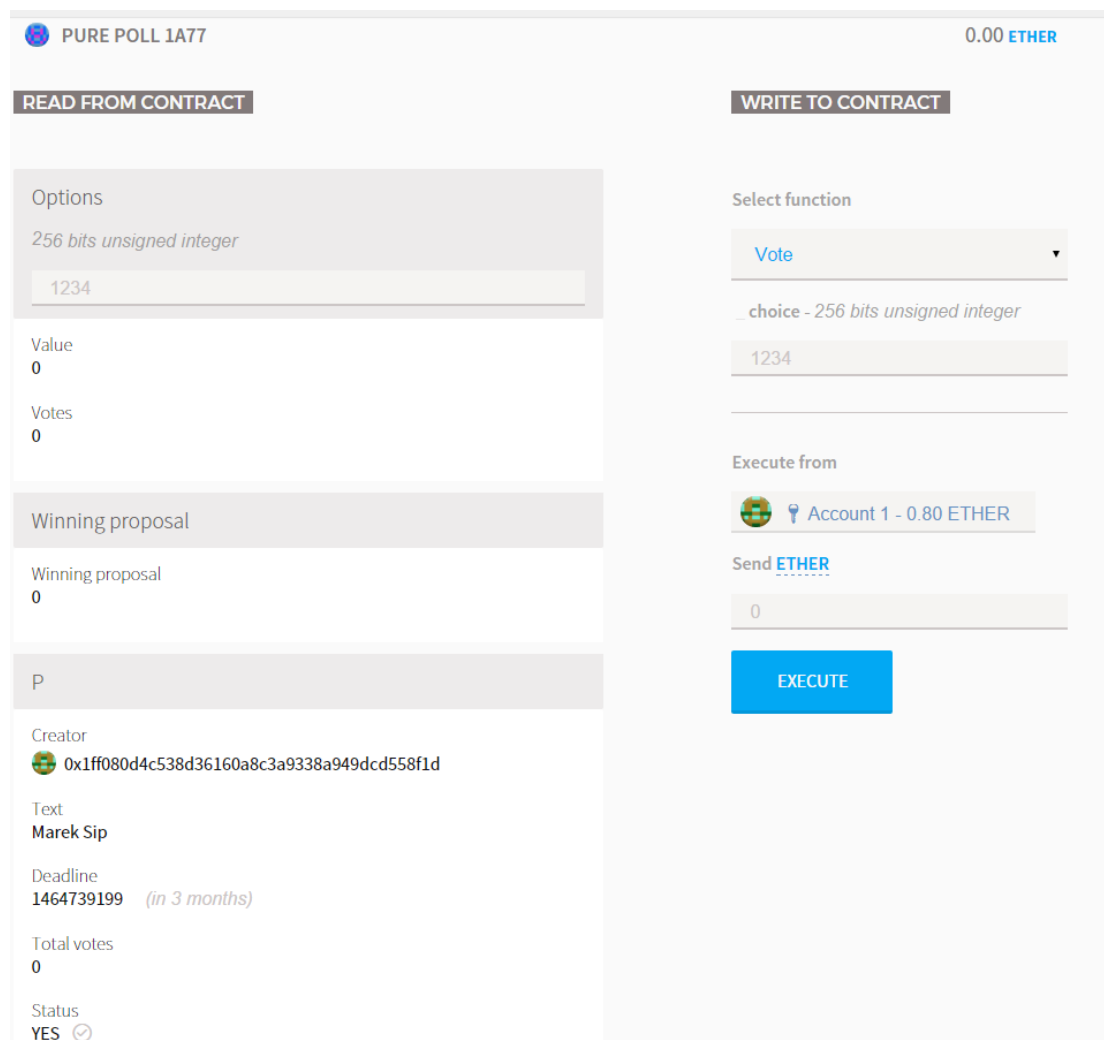 PURE POLL 1A77
0.00 ETHER
READ FROM CONTRACT
Options
256 bits unsigned integer
1234
Value
0
Votes
0
Winning proposal
Winning proposal
0
P
Creator
0x1ff080d4c538d36160a8c3a9338a949dcd558f1d
Text
Marek Sip
Deadline
1464739199 (in 3 months)
Total votes
0
Status
YES
WRITE TO CONTRACT
Select function
Vote
_ choice - 256 bits unsigned integer
1234
Execute from
Account 1 - 0.80 ETHER
Send ETHER
0
EXECUTE